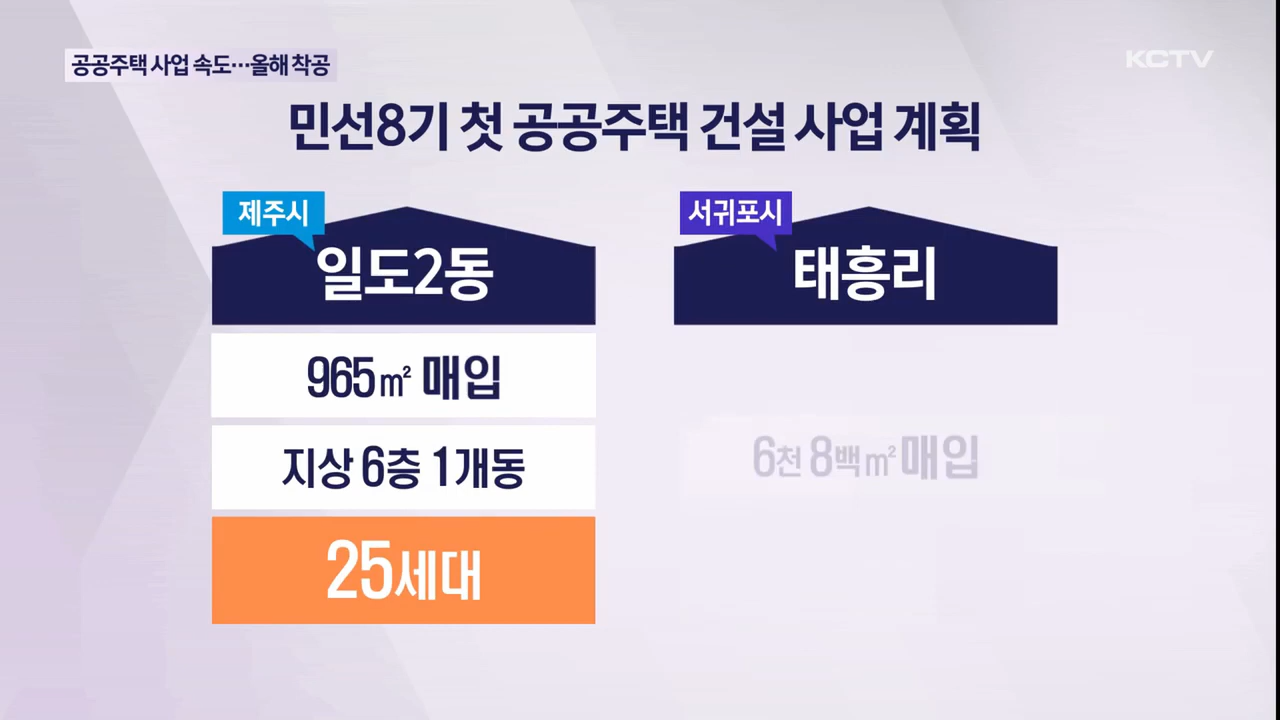 공공주택 사업 속도…올해 착공
KCTV
민선8기 첫 공공주택 건설 사업 계획
제주시
일도2동
965㎡ 매입
지상 6층 1개동
25세대
서귀포시
태흥리
6천 8백㎡ 매입